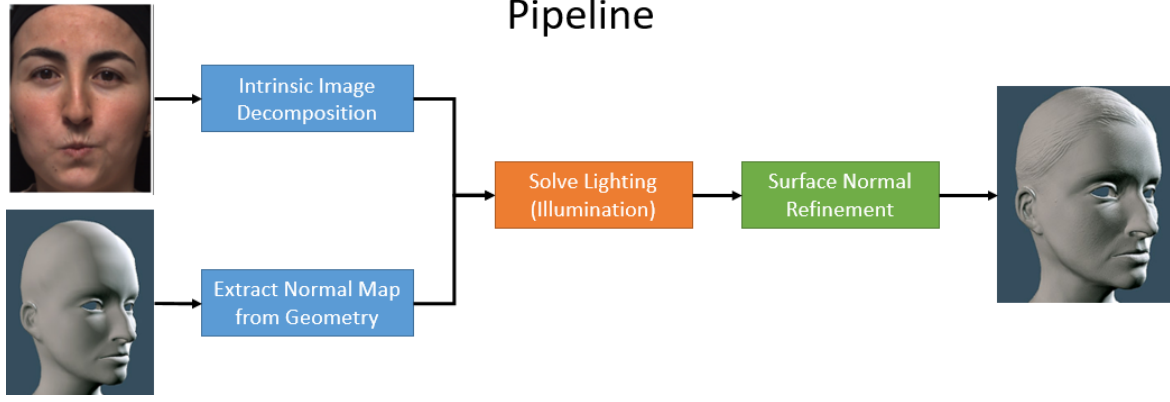 Pipeline
Intrinsic Image
Decomposition
Solve Lighting
(Illumination)
Surface Normal
Refinement
Extract Normal Map
from Geometry